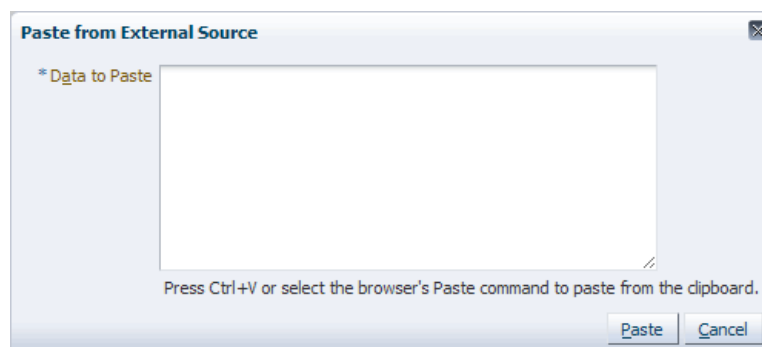 Paste from External Source
* Data to Paste
Press Ctrl+V or select the browser's Paste command to paste from the clipboard.
Paste Cancel